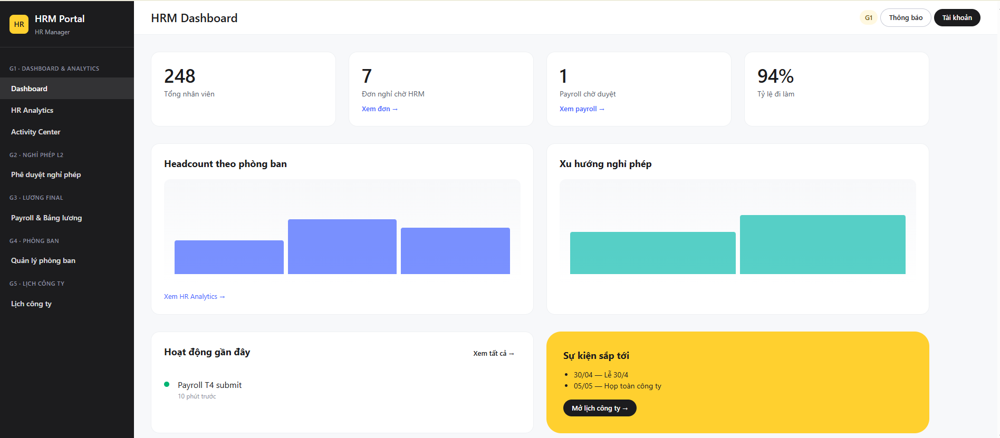 HR
HRM Portal
HR Manager
G1 · DASHBOARD & ANALYTICS
Dashboard
HR Analytics
Activity Center
G2 · NGHỈ PHÉP L2
Phê duyệt nghỉ phép
G3 · LƯƠNG FINAL
Payroll & Bảng lương
G4 · PHÒNG BAN
Quản lý phòng ban
G5 · LỊCH CÔNG TY
Lịch công ty
HRM Dashboard
G1
Thông báo
Tài khoản
248
Tổng nhân viên
7
Đơn nghỉ chờ HRM
Xem đơn →
1
Payroll chờ duyệt
Xem payroll →
94%
Tỷ lệ đi làm
Headcount theo phòng ban
Xem HR Analytics →
Xu hướng nghỉ phép
Hoạt động gần đây
Xem tất cả →
Payroll T4 submit
10 phút trước
Sự kiện sắp tới
• 30/04 — Lễ 30/4
• 05/05 — Họp toàn công ty
Mở lịch công ty →